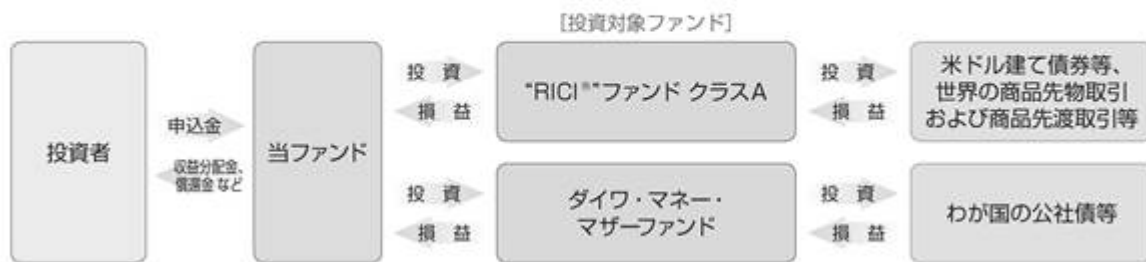 [投資対象ファンド]
投資者
申込金
収益分配金、
償還金 など
当ファンド
投 資
損 益
"RICI®"ファンド クラスA
投 資
損 益
米ドル建て債券等、
世界の商品先物取引
および商品先渡取引等
投 資
損 益
ダイワ・マネー・
マザーファンド
投 資
損 益
わが国の公社債等